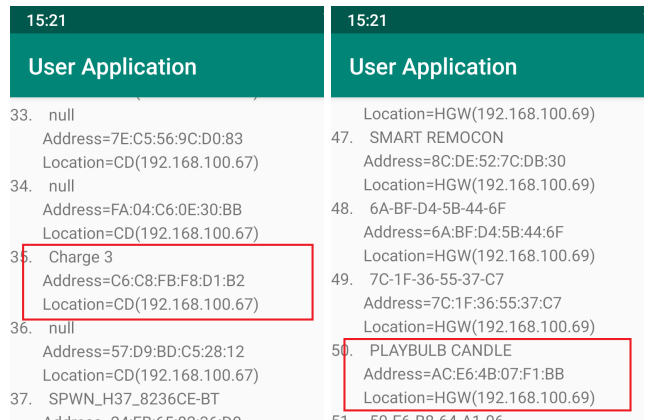 15:21
User Application
33. null
Address=7E:C5:56:9C:D0:83
Location=CD(192.168.100.67)
34. null
Address=FA:04:C6:0E:30:BB
Location=CD(192.168.100.67)
35. Charge 3
Address=C6:C8:FB:F8:D1:B2
Location=CD(192.168.100.67)
36. null
Address=57:D9:BD:C5:28:12
Location=CD(192.168.100.67)
37. SPWN_H37_8236CE-BT
15:21
User Application
Location=HGW(192.168.100.69)
47. SMART REMOCON
Address=8C:DE:52:7C:DB:30
Location=HGW(192.168.100.69)
48. 6A-BF-D4-5B-44-6F
Address=6A:BF:D4:5B:44:6F
Location=HGW(192.168.100.69)
49. 7C-1F-36-55-37-C7
Address=7C:1F:36:55:37:C7
Location=HGW(192.168.100.69)
50. PLAYBULB CANDLE
Address=AC:E6:4B:07:F1:BB
Location=HGW(192.168.100.69)